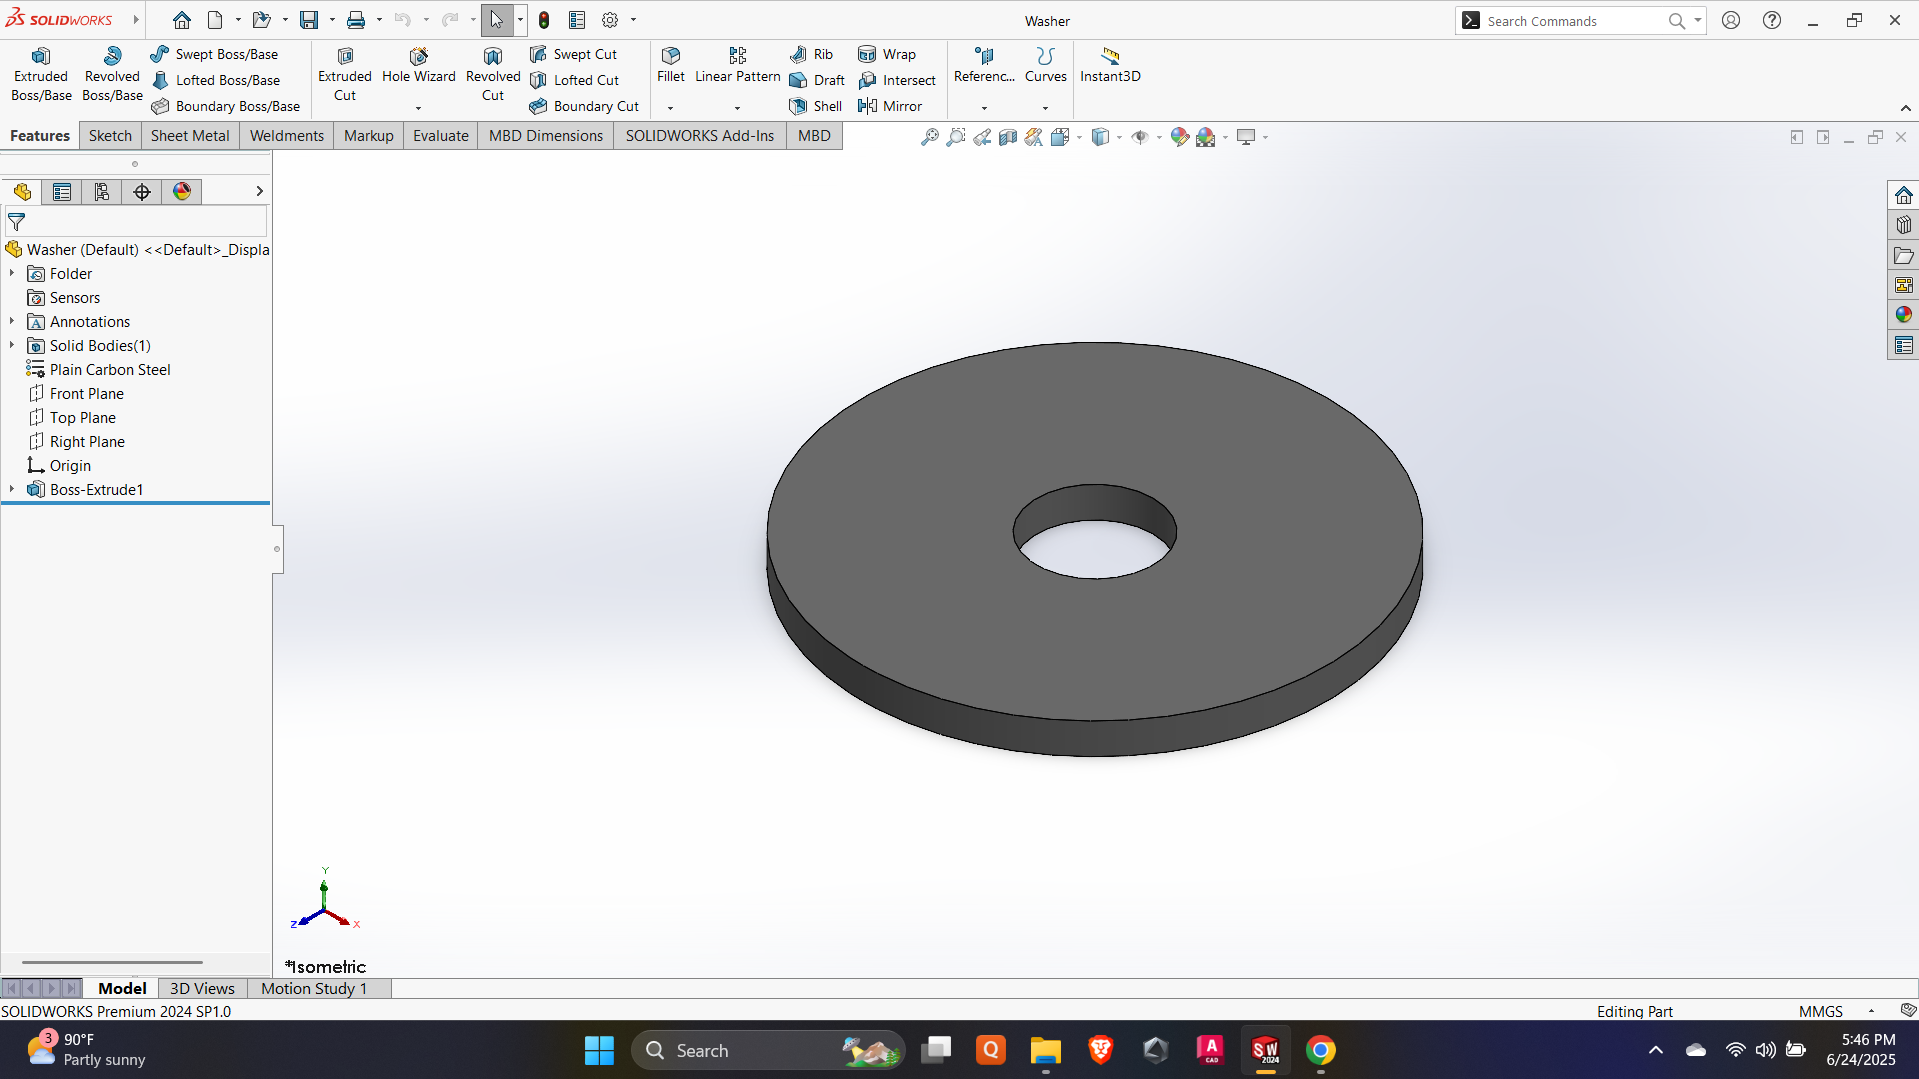 SOLIDWORKS
Washer
Search Commands
Extruded Boss/Base
Revolved Boss/Base
Swept Boss/Base
Lofted Boss/Base
Boundary Boss/Base
Extruded Cut
Hole Wizard
Revolved Cut
Swept Cut
Lofted Cut
Boundary Cut
Fillet
Linear Pattern
Rib
Draft
Shell
Wrap
Intersect
Mirror
Referenc...
Curves
Instant3D
Features
Sketch
Sheet Metal
Weldments
Markup
Evaluate
MBD Dimensions
SOLIDWORKS Add-Ins
MBD
Washer (Default) <<Default>_Displa
Folder
Sensors
Annotations
Solid Bodies(1)
Plain Carbon Steel
Front Plane
Top Plane
Right Plane
Origin
Boss-Extrude1
Y
Z
X
*Isometric
Model
3D Views
Motion Study 1
SOLIDWORKS Premium 2024 SP1.0
Editing Part
MMGS
3
90°F
Partly sunny
Search
Q
A
CAD
SW
2024
5:46 PM
6/24/2025